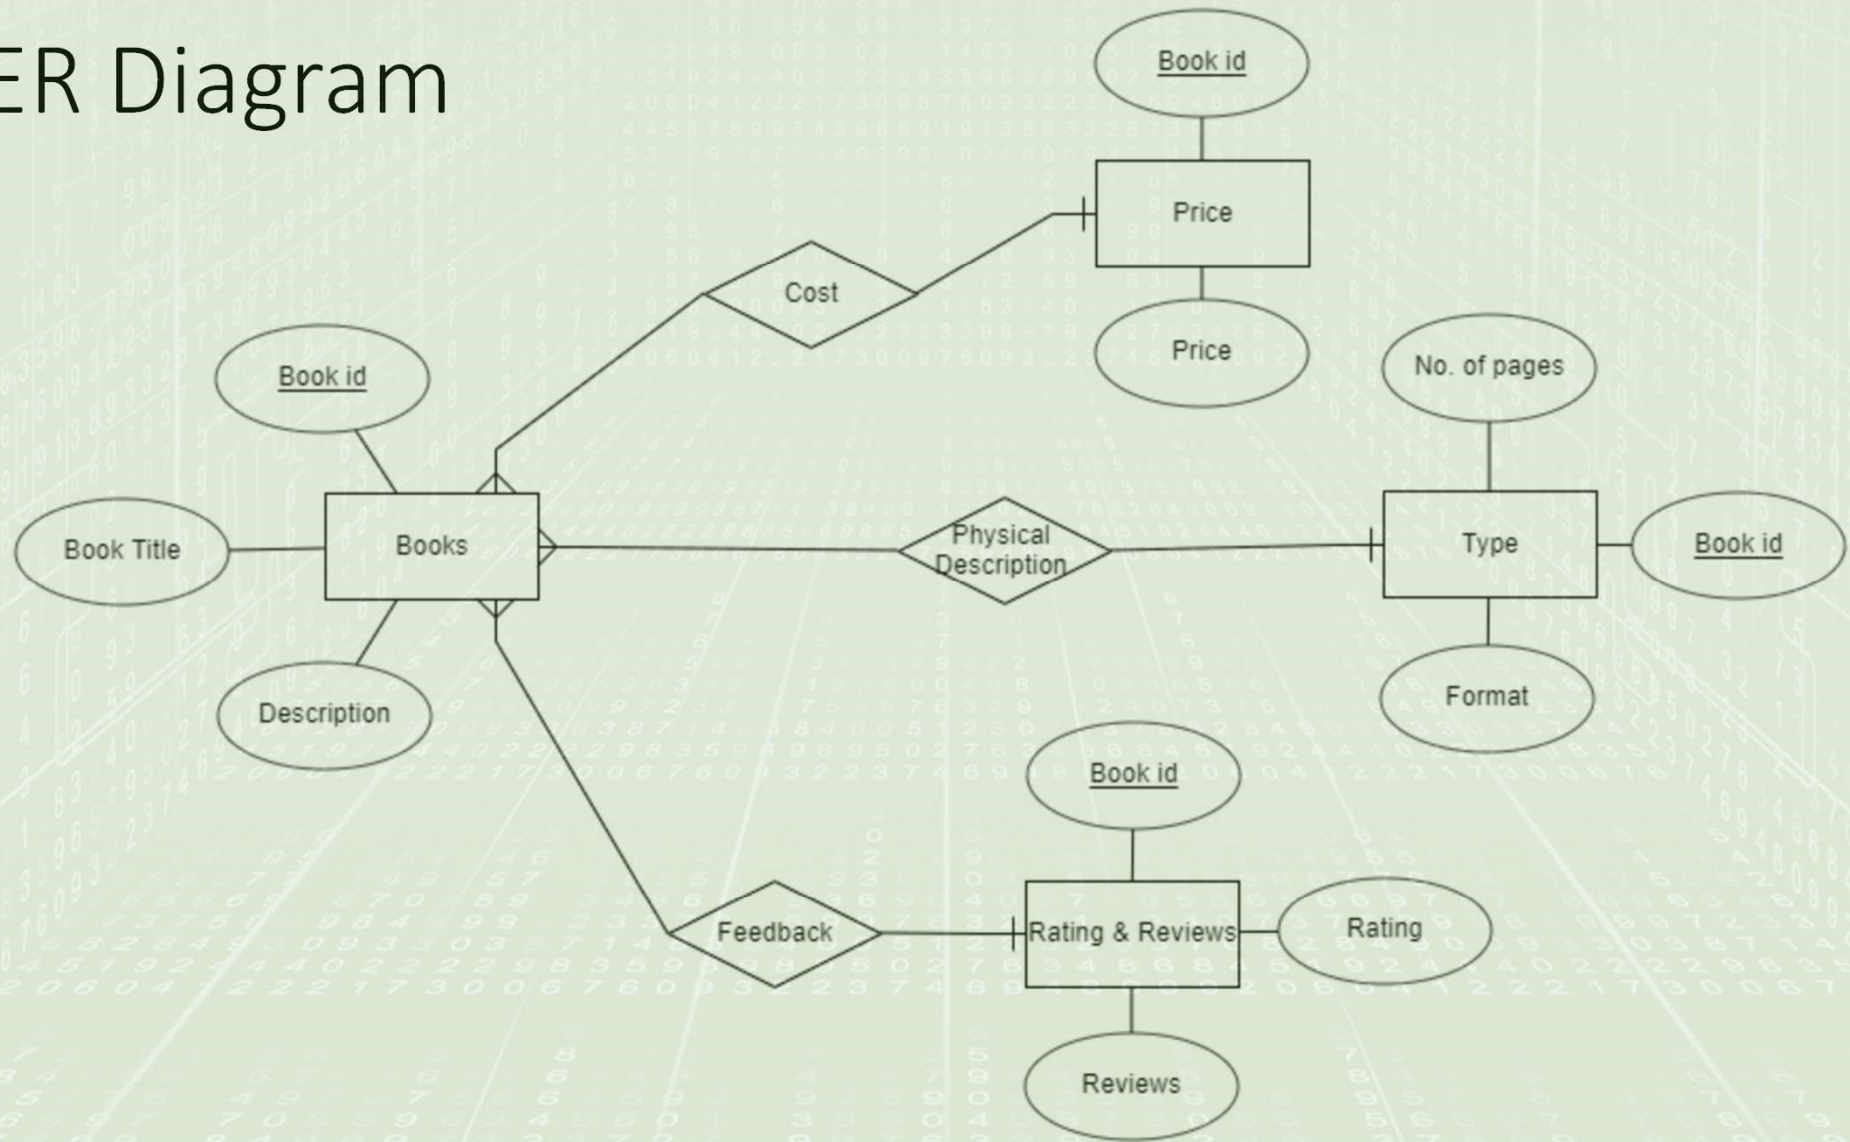 ER Diagram
Book id
Price
Cost
Price
No. of pages
Book id
Book Title
Books
Physical
Description
Type
Book id
Description
Format
Book id
Feedback
Rating & Reviews
Rating
Reviews